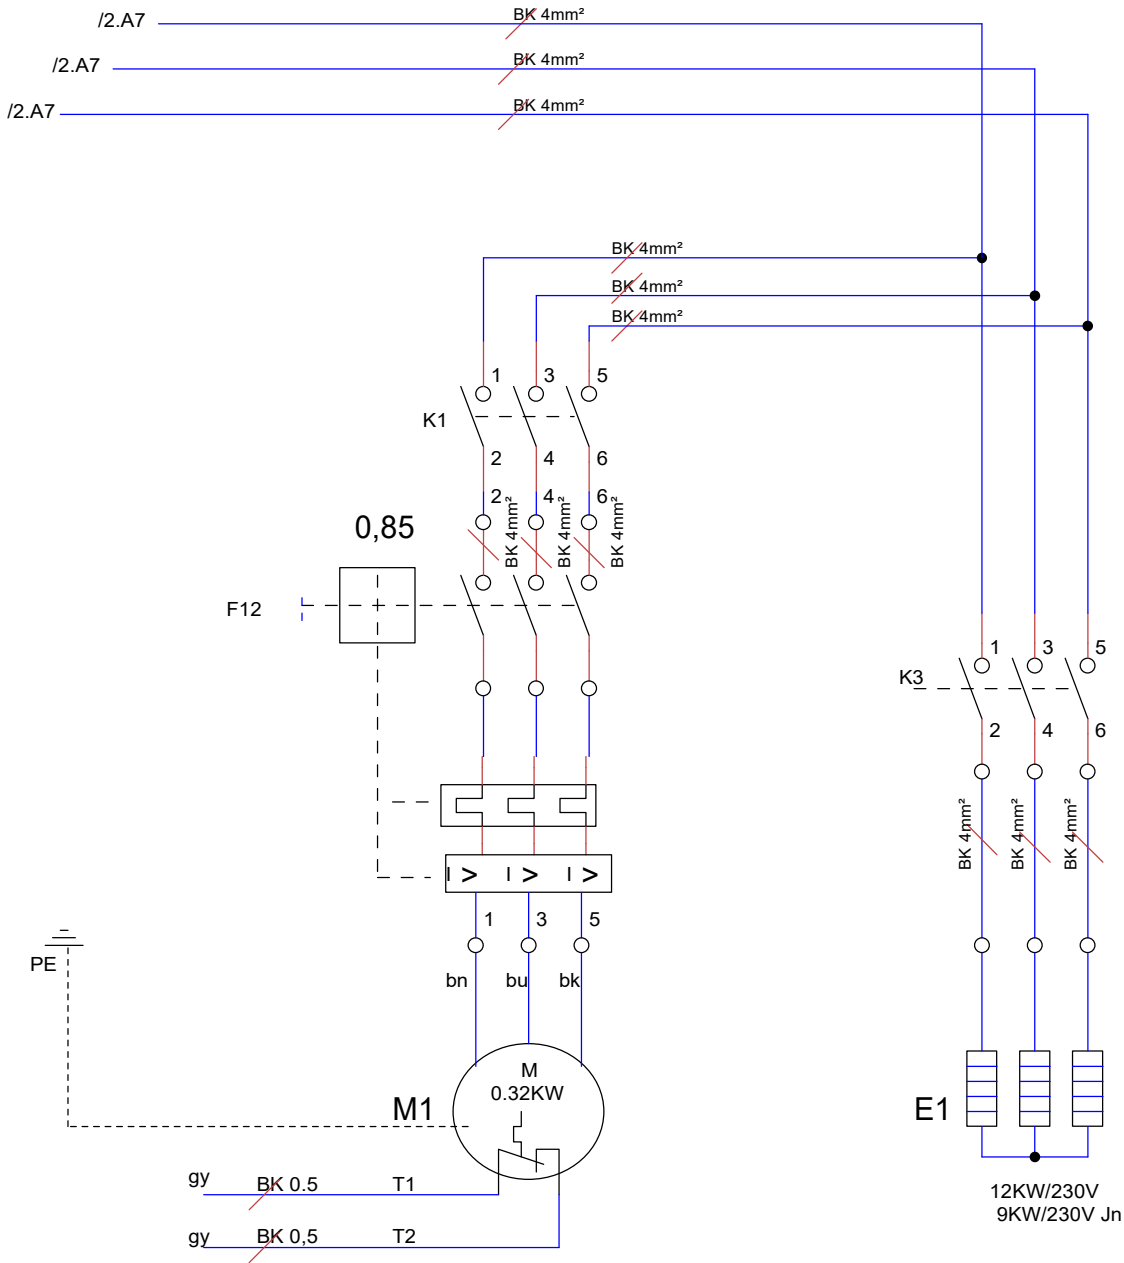 /2.A7
BK 4mm²
/2.A7
BK 4mm²
/2.A7
BK 4mm²
BK 4mm²
BK 4mm²
BK 4mm²
1 3 5
K1
2 4 6
2 4 6
BK 4mm² BK 4mm² BK 4mm²
0,85
F12
1 3 5
K3
2 4 6
BK 4mm² BK 4mm² BK 4mm²
I > I > I >
1 3 5
PE
bn bu bk
M
0.32KW
M1
E1
gy BK 0.5 T1
12KW/230V
9KW/230V Jn
gy BK 0,5 T2